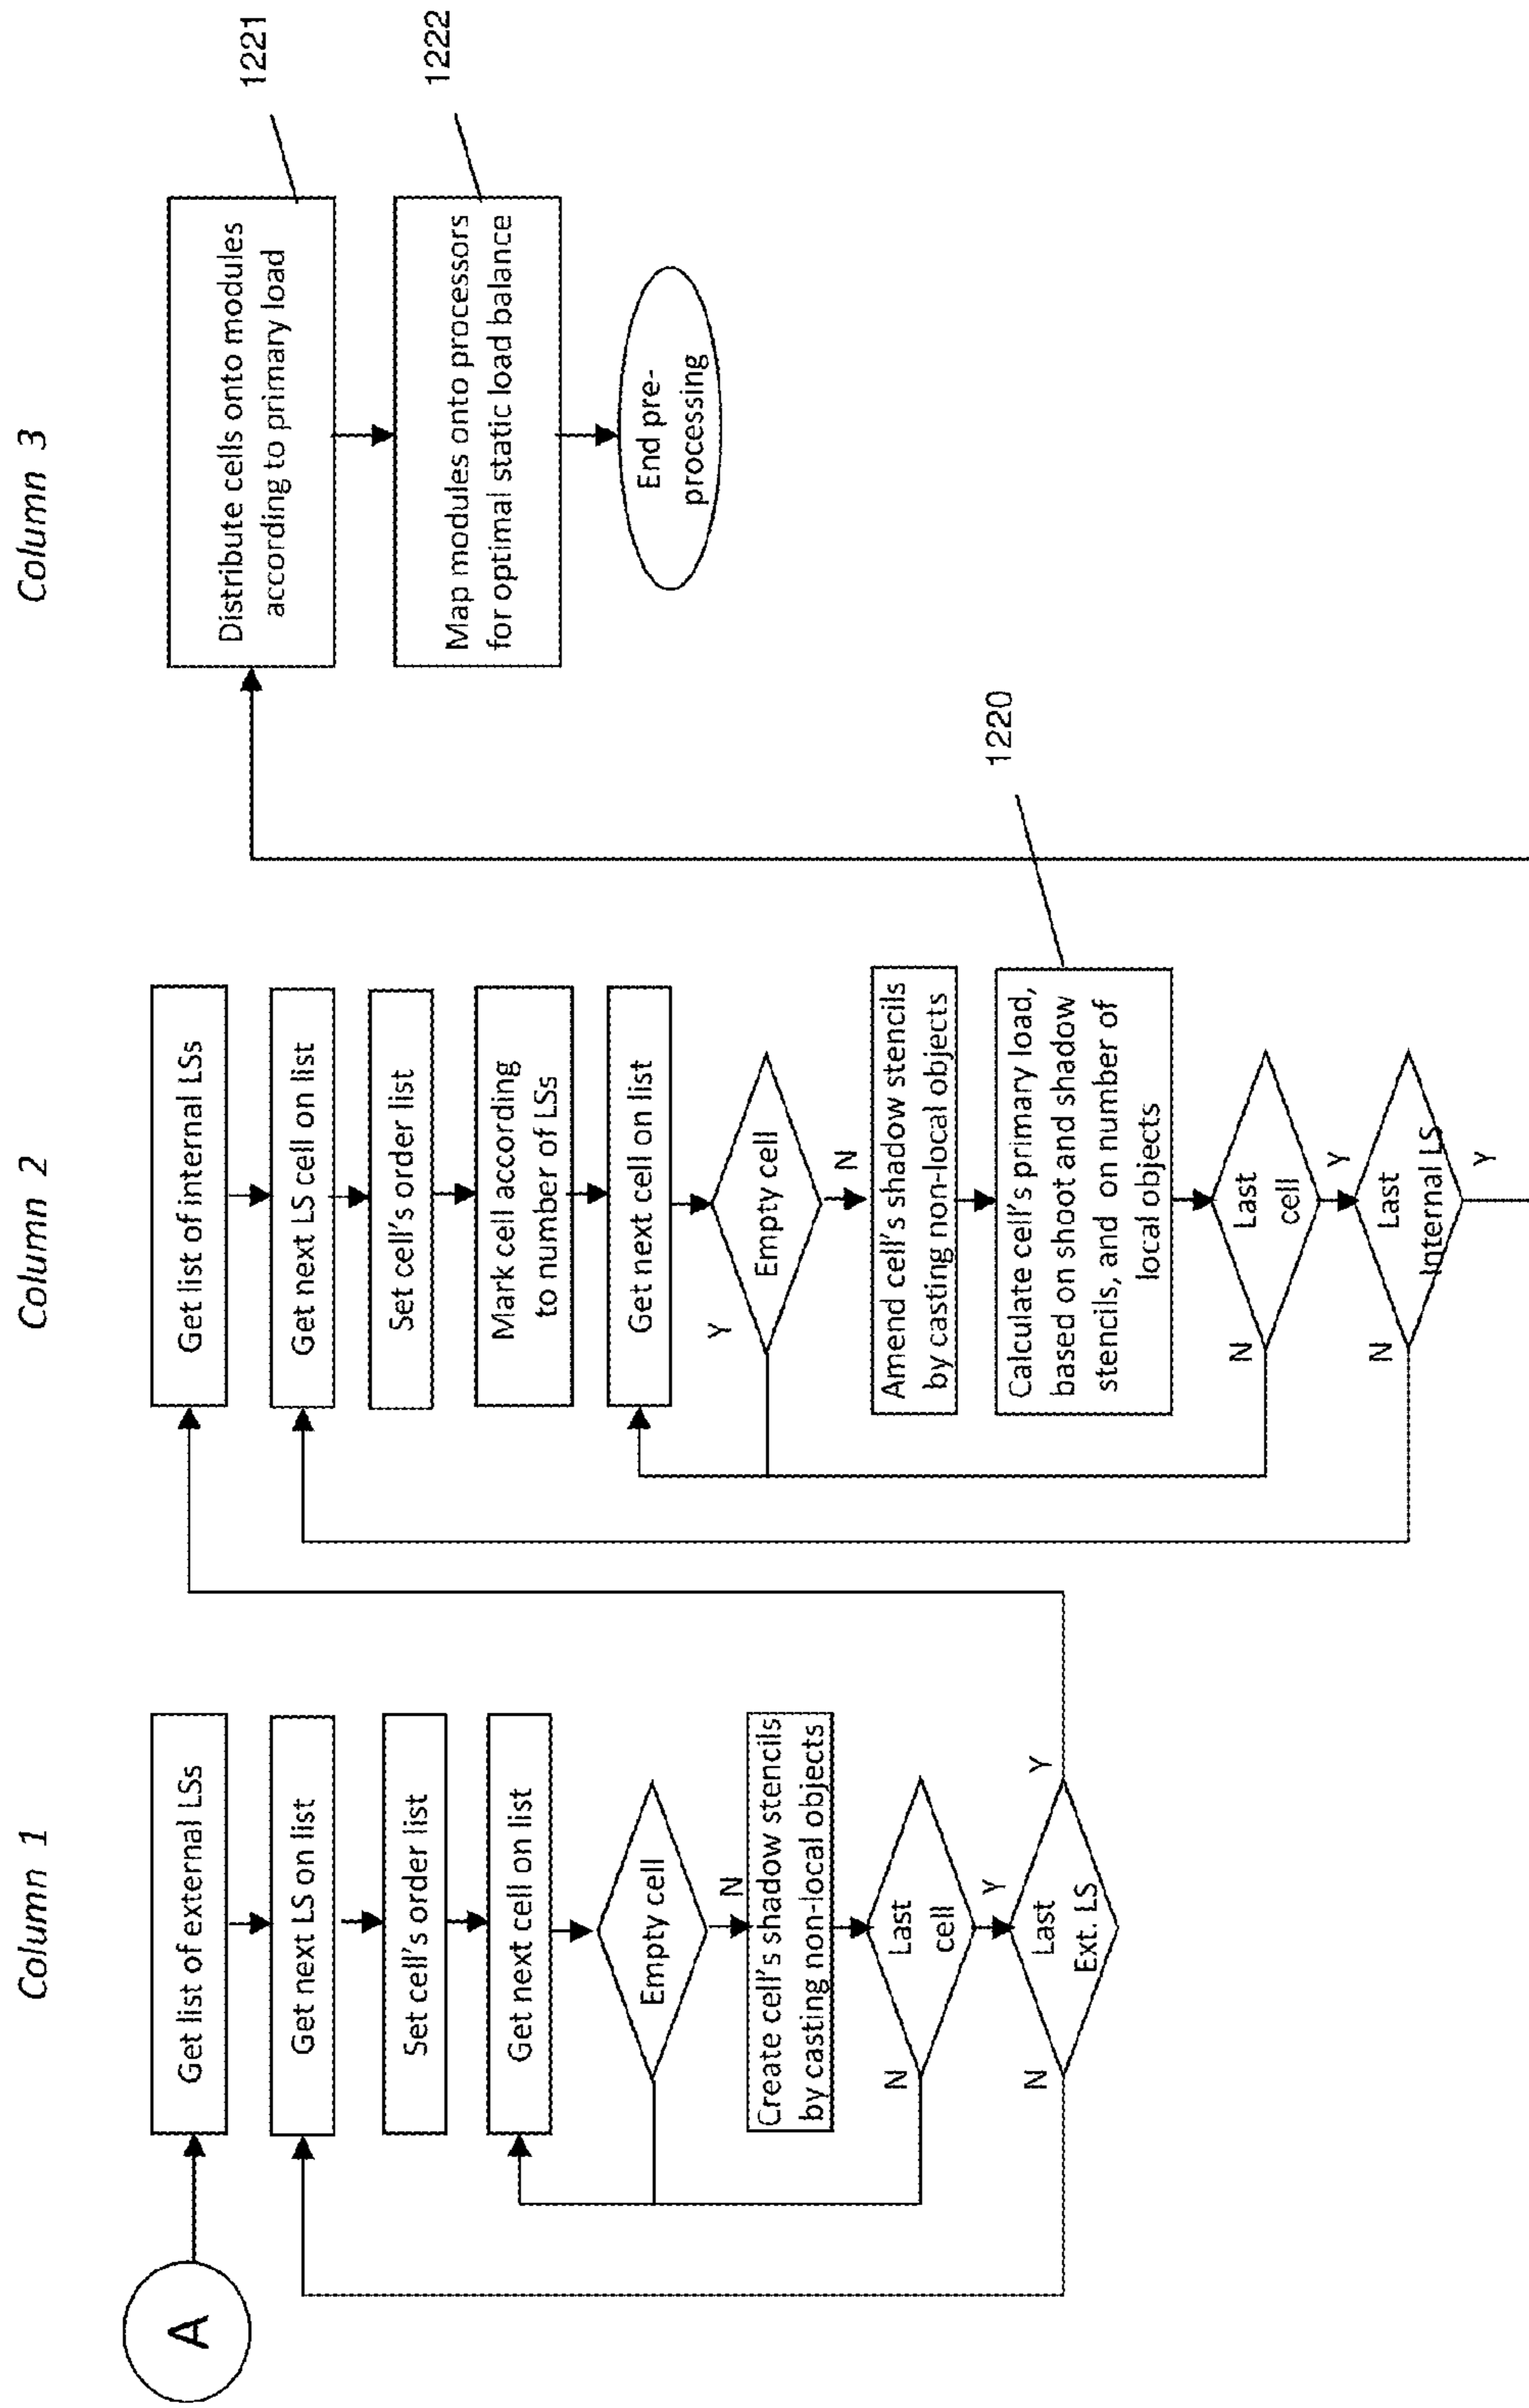 Column 1
A
Get list of external LSs
Get next LS on list
Set cell's order list
Get next cell on list
Empty cell
N
Create cell's shadow stencils
by casting non-local objects
Last
cell
N
Y
Last
Ext. LS
N
Y
Column 2
Get list of internal LSs
Get next LS cell on list
Set cell's order list
Mark cell according
to number of LSs
Get next cell on list
Empty cell
Y
N
Amend cell's shadow stencils
by casting non-local objects
Calculate cell's primary load,
based on shoot and shadow
stencils, and on number of
local objects
1220
Last
cell
N
Y
Last
Internal LS
N
Y
Column 3
Distribute cells onto modules
according to primary load
1221
Map modules onto processors
for optimal static load balance
1222
End pre-
processing